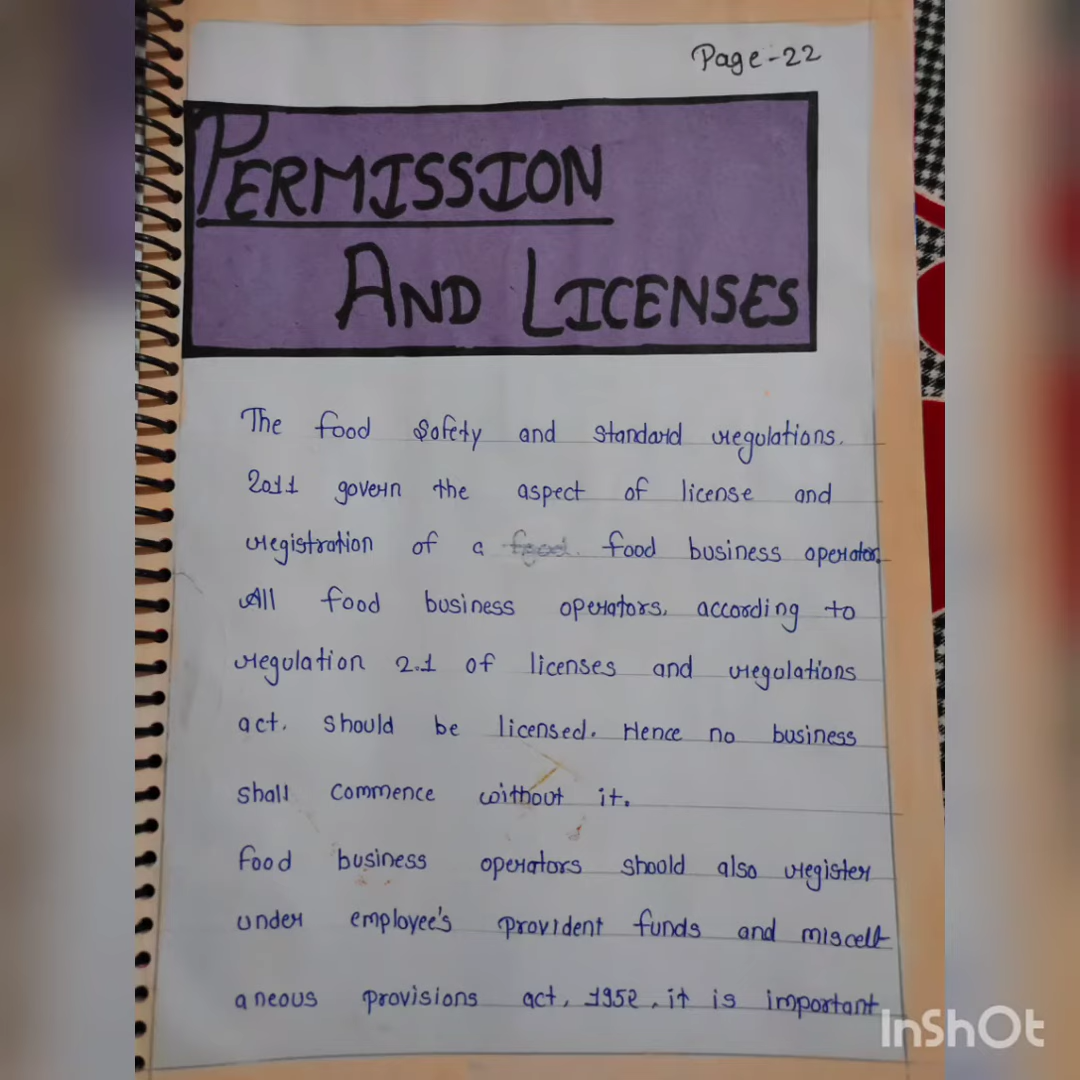 Page-22
PERMISSION
AND LICENSES
The food Safety and standard regulations.
2011 govern the aspect of license and
registration of a food. food business operator.
All food business operators, according to
regulation 2.1 of licenses and regulations
act. should be licensed. Hence no business
shall commence without it.
food business operators should also register
under employee's provident funds and miscell
aneous provisions act, 1952, it is important
InShOt